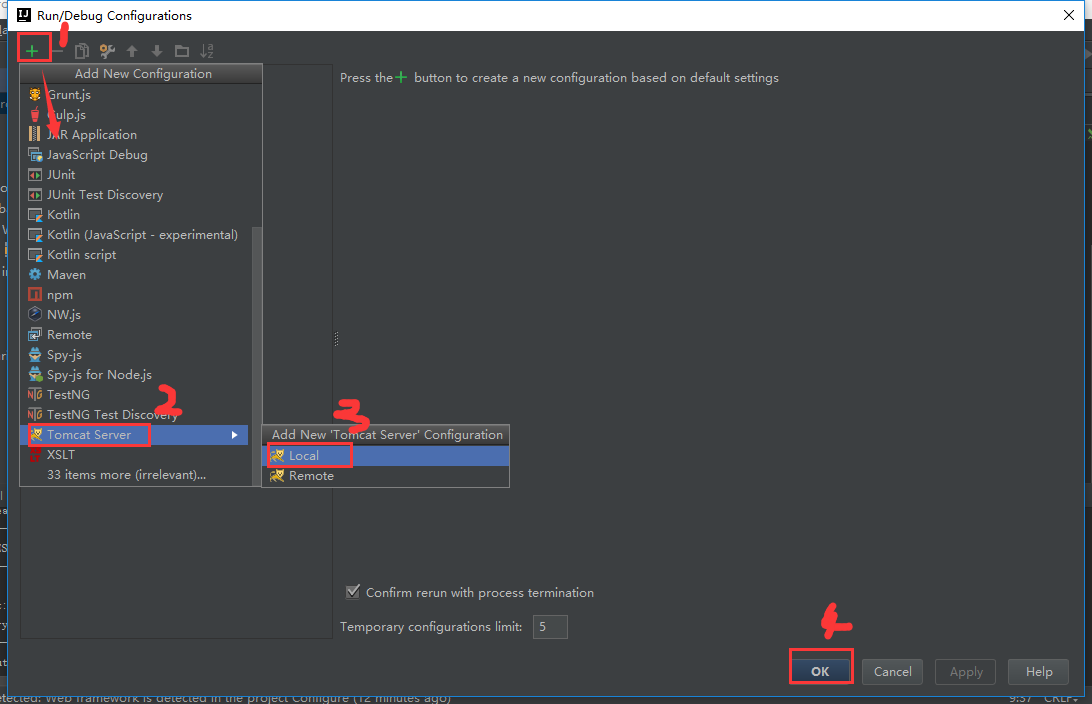 Run/Debug Configurations
1
Add New Configuration
Press the + button to create a new configuration based on default settings
Grunt.js
Gulp.js
JAR Application
JavaScript Debug
JUnit
JUnit Test Discovery
Kotlin
Kotlin (JavaScript - experimental)
Kotlin script
Maven
npm
NW.js
Remote
Spy-js
Spy-js for Node.js
TestNG
2
TestNG Test Discovery
3
Tomcat Server
Add New 'Tomcat Server' Configuration
XSLT
Local
33 items more (irrelevant)...
Remote
Confirm rerun with process termination
Temporary configurations limit: 5
4
OK Cancel Apply Help
etected: Web framework is detected in the project Configure (12 minutes ago) 9:37 CRLF